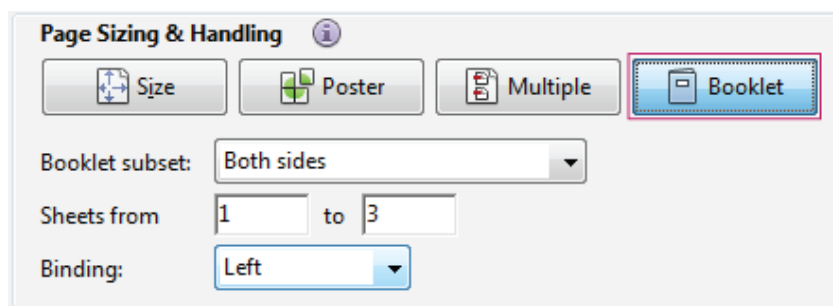 Page Sizing & Handling i
Size Poster Multiple Booklet
Booklet subset: Both sides
Sheets from 1 to 3
Binding: Left